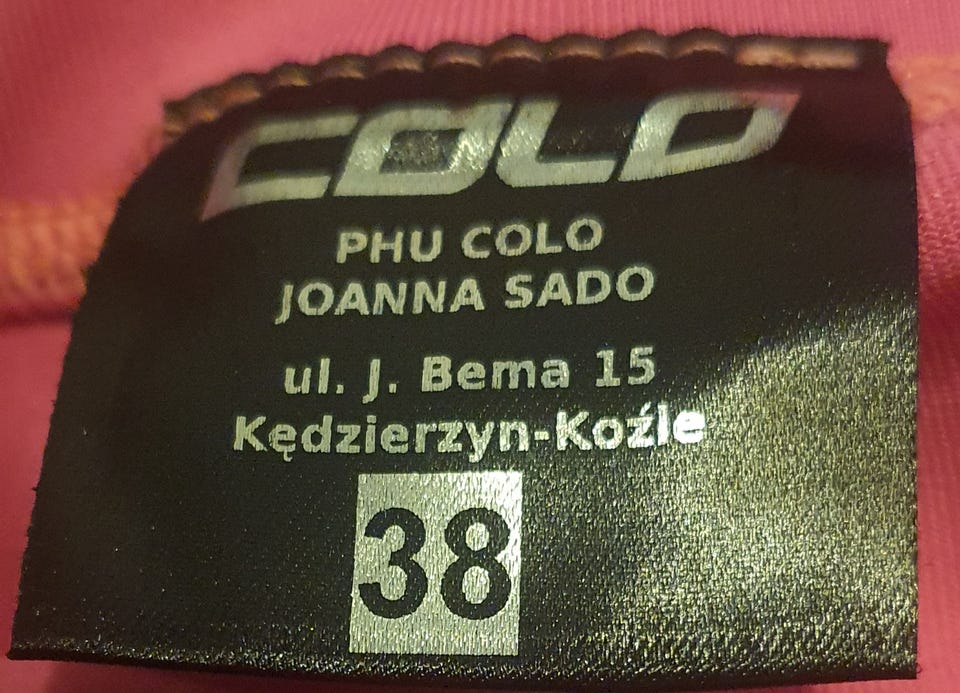 COLO
PHU COLO
JOANNA SADO
ul. J. Bema 15
Kędzierzyn-Koźle
38